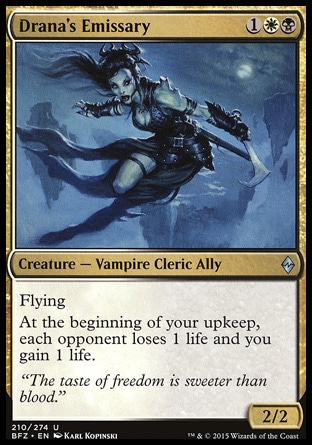 Drana's Emissary 1
Creature — Vampire Cleric Ally
Flying
At the beginning of your upkeep,
each opponent loses 1 life and you
gain 1 life.
“The taste of freedom is sweeter than
blood.”
2/2
210/274 U
BFZ • EN Karl Kopinski
™ & © 2015 Wizards of the Coast